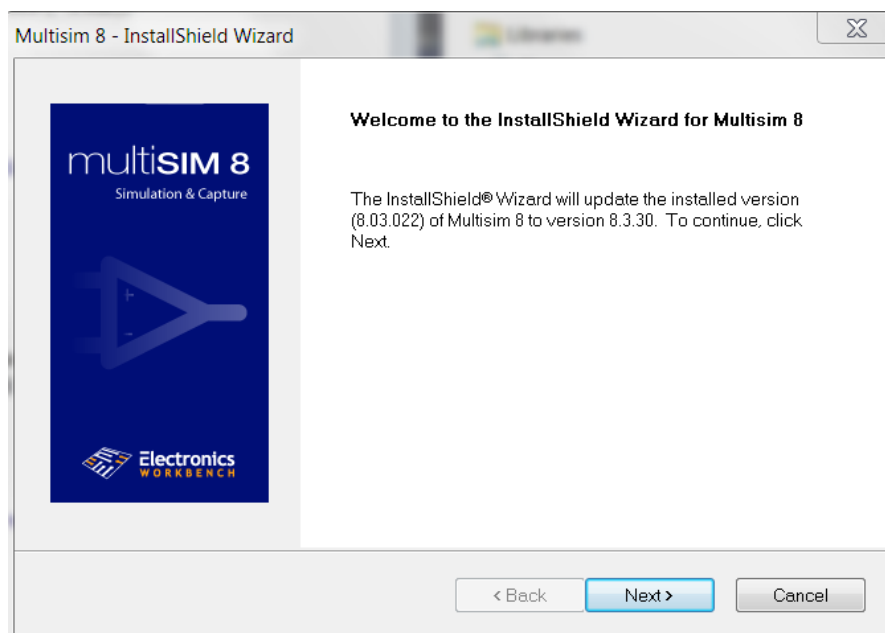 Multisim 8 - InstallShield Wizard
Libraries
multiSIM 8
Simulation & Capture
+
-
Electronics
WORKBENCH
Welcome to the InstallShield Wizard for Multisim 8
The InstallShield® Wizard will update the installed version
(8.03.022) of Multisim 8 to version 8.3.30. To continue, click
Next.
< Back
Next >
Cancel